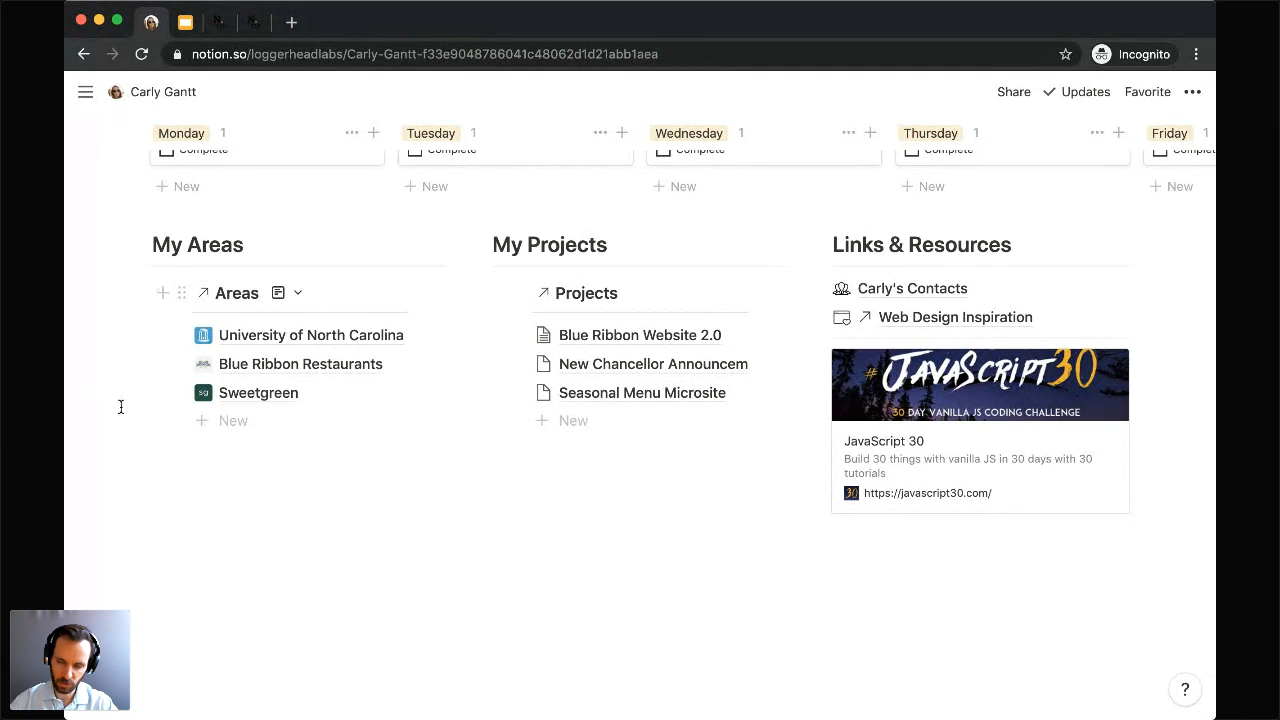 notion.so/loggerheadlabs/Carly-Gantt-f33e9048786041c48062d1d21abb1aea
Incognito
Carly Gantt
Share
Updates
Favorite
Monday 1
Tuesday 1
Wednesday 1
Thursday 1
Friday 1
Complete
Complete
Complete
Complete
New
New
New
New
New
My Areas
My Projects
Links & Resources
Areas
Projects
Carly's Contacts
Web Design Inspiration
University of North Carolina
Blue Ribbon Website 2.0
Blue Ribbon Restaurants
New Chancellor Announcem
Sweetgreen
Seasonal Menu Microsite
New
New
sg
#JAVASCRIPT30
30 DAY VANILLA JS CODING CHALLENGE
JavaScript 30
Build 30 things with vanilla JS in 30 days with 30
tutorials
30
https://javascript30.com/
?